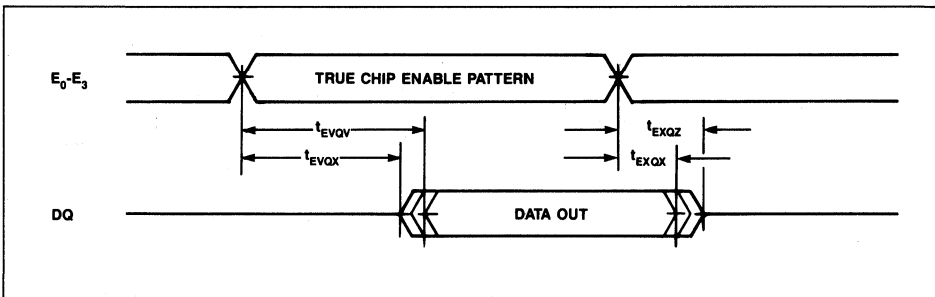 E₀-E₃ TRUE CHIP ENABLE PATTERN
tEVQV tEXQZ
tEVQX tEXQX
DQ DATA OUT